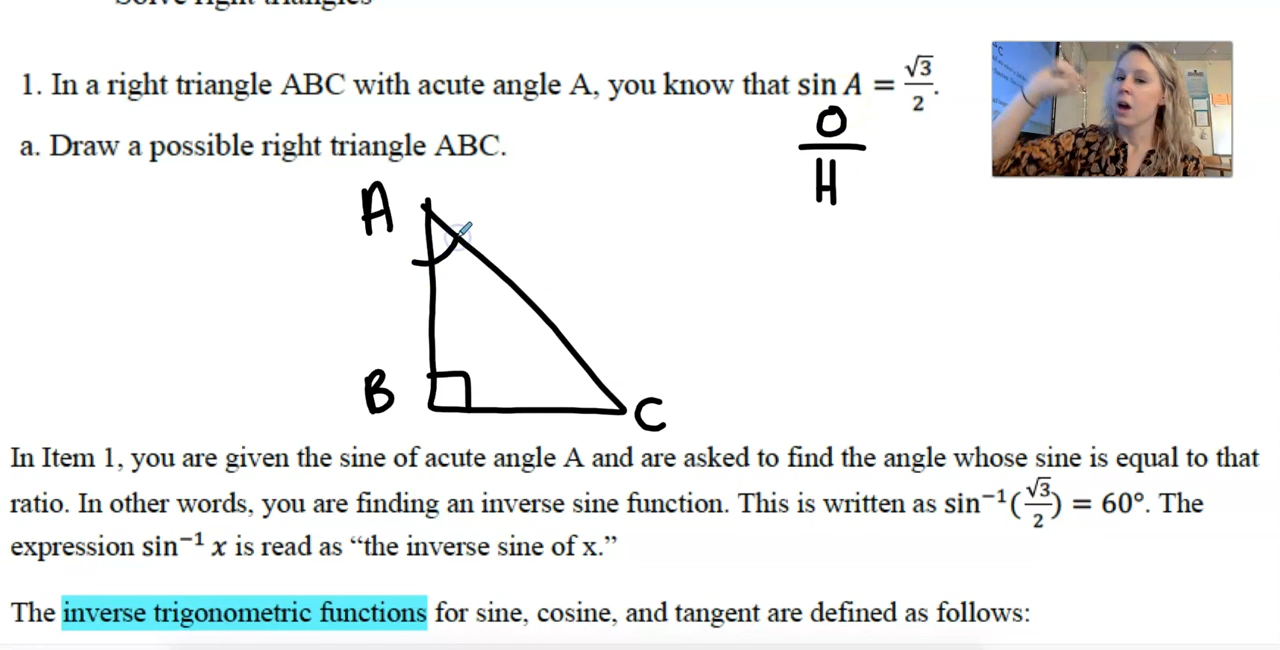 Solve right triangles
1. In a right triangle ABC with acute angle A, you know that sin A = √3/2.
O
H
a. Draw a possible right triangle ABC.
A
B
C
In Item 1, you are given the sine of acute angle A and are asked to find the angle whose sine is equal to that
ratio. In other words, you are finding an inverse sine function. This is written as sin⁻¹(√3/2) = 60°. The
expression sin⁻¹ x is read as “the inverse sine of x.”
The inverse trigonometric functions for sine, cosine, and tangent are defined as follows: